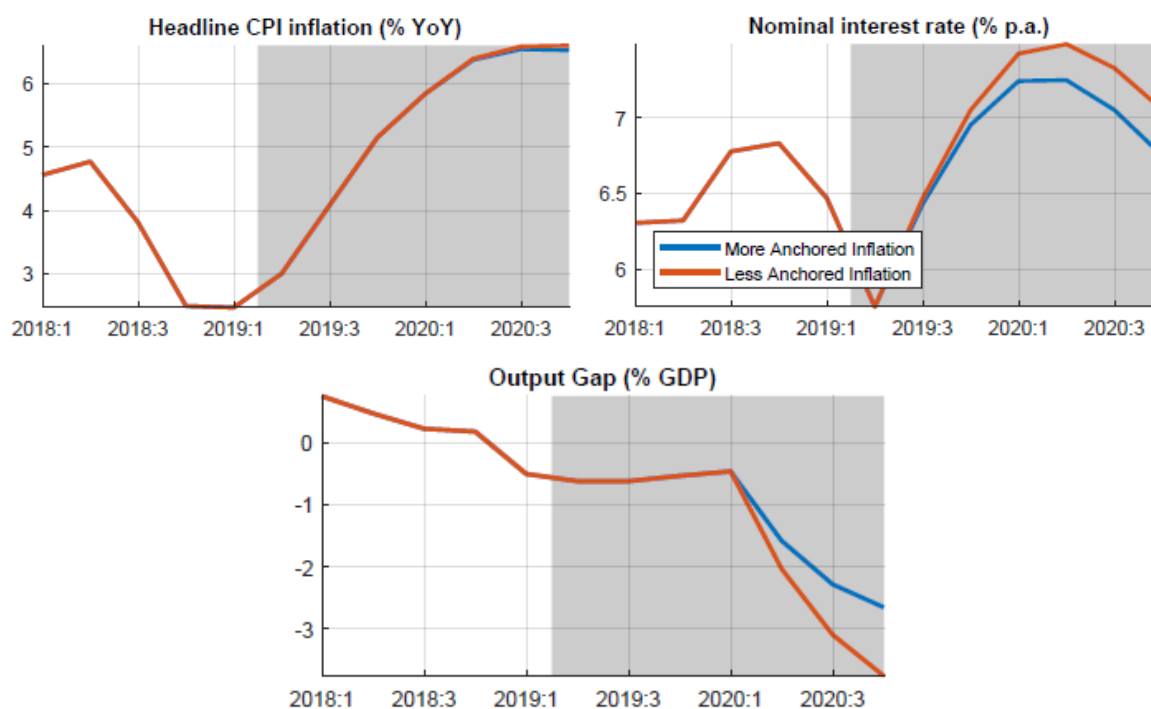 Headline CPI inflation (% YoY)
6
5
4
3
2018:1 2018:3 2019:1 2019:3 2020:1 2020:3
Nominal interest rate (% p.a.)
7
6.5
6
More Anchored Inflation
Less Anchored Inflation
2018:1 2018:3 2019:1 2019:3 2020:1 2020:3
Output Gap (% GDP)
0
-1
-2
-3
2018:1 2018:3 2019:1 2019:3 2020:1 2020:3